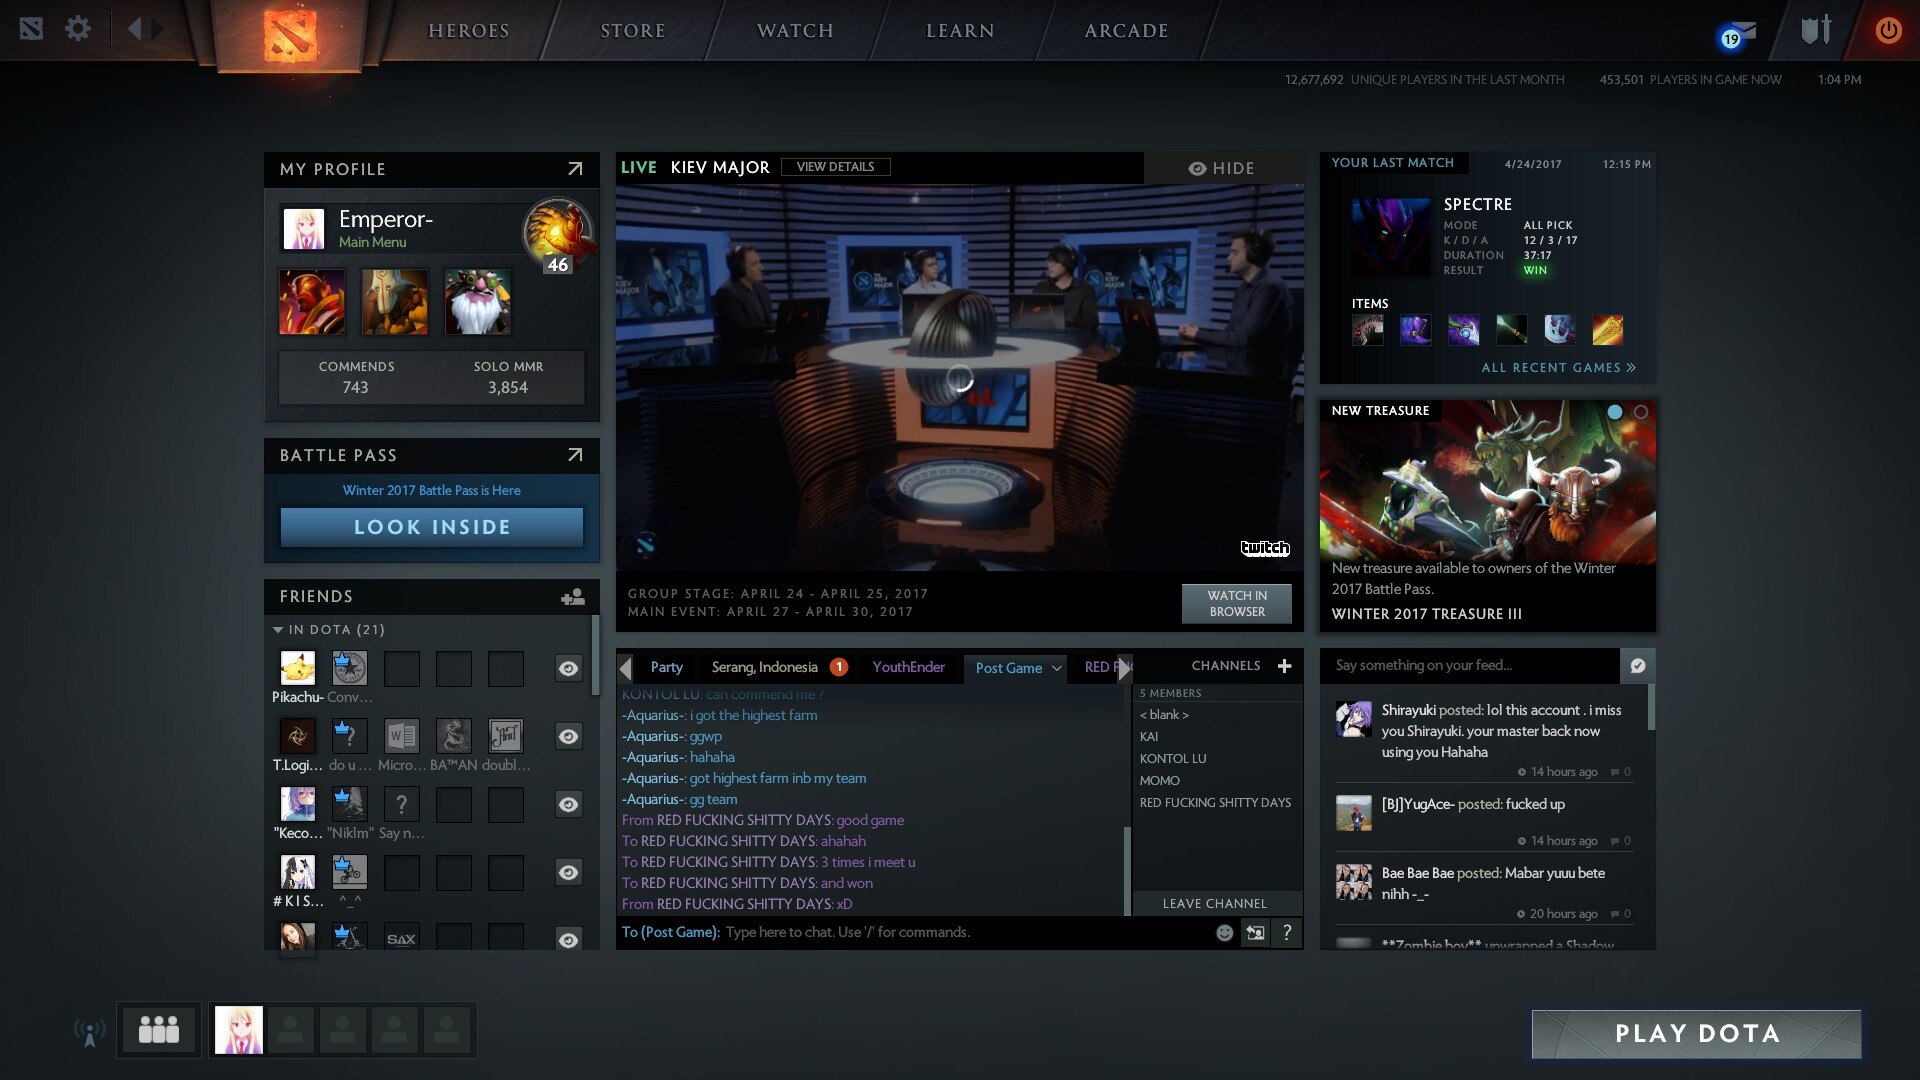 HEROES
STORE
WATCH
LEARN
ARCADE
19
12,677,692 UNIQUE PLAYERS IN THE LAST MONTH
453,501 PLAYERS IN GAME NOW
1:04 PM
MY PROFILE
Emperor-
Main Menu
46
COMMENDS
743
SOLO MMR
3,854
BATTLE PASS
Winter 2017 Battle Pass is Here
LOOK INSIDE
FRIENDS
IN DOTA (21)
Pikachu- Conv...
T.Logi... do u ... Micro... BA™AN doubl...
"Keco... "Niklm" Say n...
# K I S... ^_^
SAX
LIVE KIEV MAJOR VIEW DETAILS
HIDE
twitch
GROUP STAGE: APRIL 24 - APRIL 25, 2017
MAIN EVENT: APRIL 27 - APRIL 30, 2017
WATCH IN
BROWSER
Party
Serang, Indonesia 1
YouthEnder
Post Game
RED FUC
CHANNELS
KONTOL LU: can commend me ?
-Aquarius-: i got the highest farm
-Aquarius-: ggwp
-Aquarius-: hahaha
-Aquarius-: got highest farm inb my team
-Aquarius-: gg team
From RED FUCKING SHITTY DAYS: good game
To RED FUCKING SHITTY DAYS: ahahah
To RED FUCKING SHITTY DAYS: 3 times i meet u
To RED FUCKING SHITTY DAYS: and won
From RED FUCKING SHITTY DAYS: xD
To (Post Game): Type here to chat. Use '/' for commands.
?
5 MEMBERS
< blank >
KAI
KONTOL LU
MOMO
RED FUCKING SHITTY DAYS
LEAVE CHANNEL
YOUR LAST MATCH
4/24/2017
12:15 PM
SPECTRE
MODE ALL PICK
K / D / A 12 / 3 / 17
DURATION 37:17
RESULT WIN
ITEMS
ALL RECENT GAMES
NEW TREASURE
New treasure available to owners of the Winter
2017 Battle Pass.
WINTER 2017 TREASURE III
Say something on your feed...
Shirayuki posted: lol this account . i miss
you Shirayuki. your master back now
using you Hahaha
14 hours ago 0
[BJ]YugAce- posted: fucked up
14 hours ago 0
Bae Bae Bae posted: Mabar yuuu bete
nihh -_-
20 hours ago 0
**Zombie boy** unwrapped a Shadow
PLAY DOTA